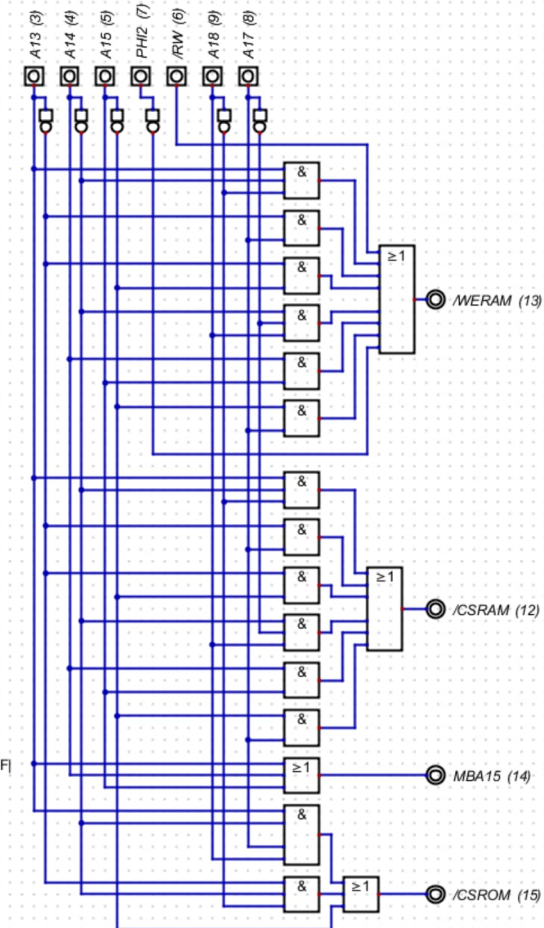 A13 (3)
A14 (4)
A15 (5)
PHI2 (7)
/RW (6)
A18 (9)
A17 (8)
&
&
≥1
&
/WERAM (13)
&
&
&
&
&
&
≥1
/CSRAM (12)
&
&
&
F
≥1
MBA15 (14)
&
&
≥1
/CSROM (15)